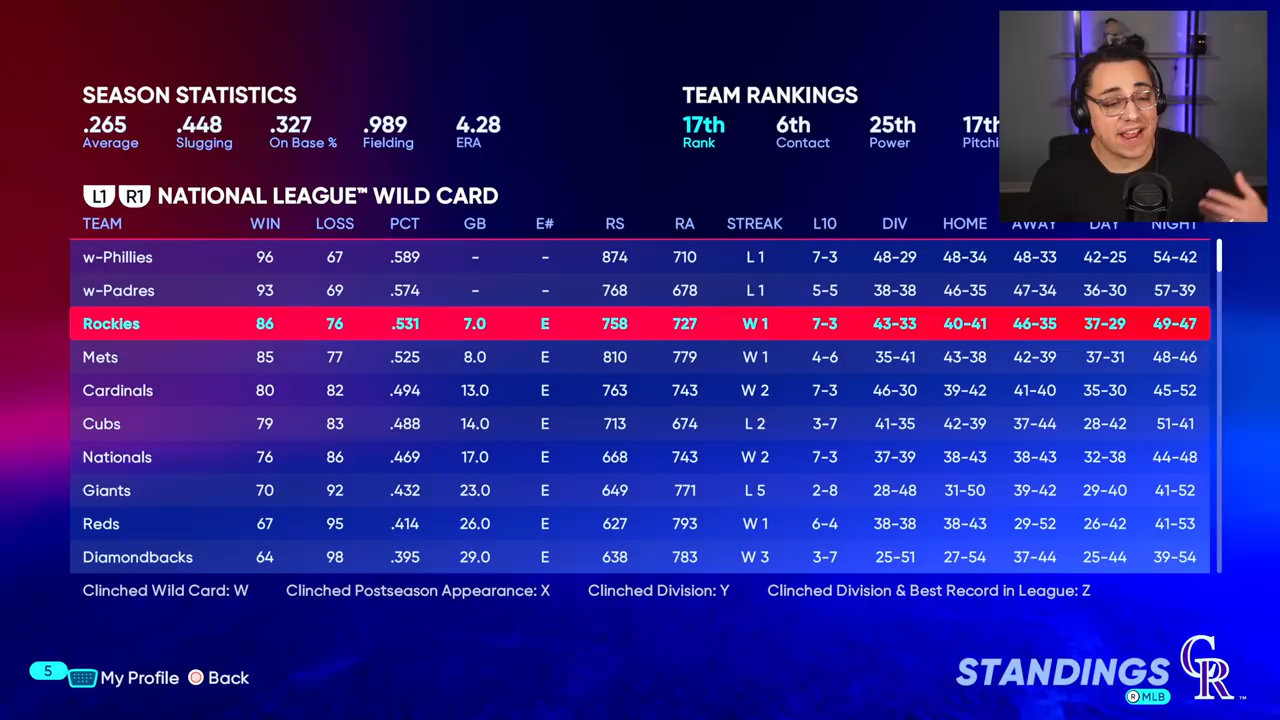 SEASON STATISTICS
.265 .448 .327 .989 4.28
Average Slugging On Base % Fielding ERA
TEAM RANKINGS
17th 6th 25th 17th
Rank Contact Power
L1 R1 NATIONAL LEAGUE™ WILD CARD
TEAM WIN LOSS PCT GB E# RS RA STREAK L10 DIV HOME AWAY DAY NIGHT
w-Phillies 96 67 .589 - - 874 710 L 1 7-3 48-29 48-34 48-33 42-25 54-42
w-Padres 93 69 .574 - - 768 678 L 1 5-5 38-38 46-35 47-34 36-30 57-39
Rockies 86 76 .531 7.0 E 758 727 W 1 7-3 43-33 40-41 46-35 37-29 49-47
Mets 85 77 .525 8.0 E 810 779 W 1 4-6 35-41 43-38 42-39 37-31 48-46
Cardinals 80 82 .494 13.0 E 763 743 W 2 7-3 46-30 39-42 41-40 35-30 45-52
Cubs 79 83 .488 14.0 E 713 674 L 2 3-7 41-35 42-39 37-44 28-42 51-41
Nationals 76 86 .469 17.0 E 668 743 W 2 7-3 37-39 38-43 38-43 32-38 44-48
Giants 70 92 .432 23.0 E 649 771 L 5 2-8 28-48 31-50 39-42 29-40 41-52
Reds 67 95 .414 26.0 E 627 793 W 1 6-4 38-38 38-43 29-52 26-42 41-53
Diamondbacks 64 98 .395 29.0 E 638 783 W 3 3-7 25-51 27-54 37-44 25-44 39-54
Clinched Wild Card: W Clinched Postseason Appearance: X Clinched Division: Y Clinched Division & Best Record in League: Z
5 My Profile Back
STANDINGS
R MLB
CR ™